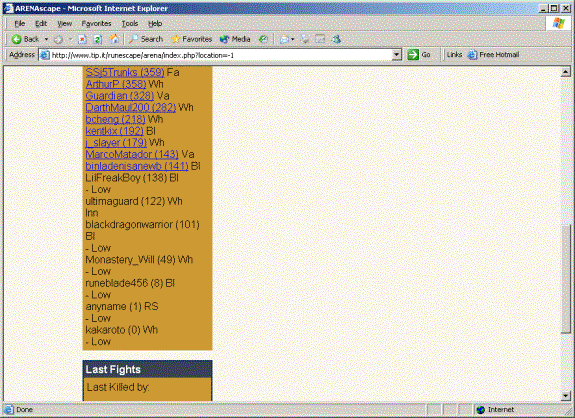 ARENAscape - Microsoft Internet Explorer
File Edit View Favorites Tools Help
Back Search Favorites Media
Address http://www.tip.it/runescape/arena/index.php?location=-1 Go Links Free Hotmail
SSj5Trunks (359) Fa
ArthurP (358) Wh
Guardian (328) Va
DarthMaul200 (282) Wh
bcheng (218) Wh
kentkix (192) Bl
j_slayer (179) Wh
MarcoMatador (143) Va
binladenisanewb (141) Bl
LilFreakBoy (138) Bl
- Low
ultimaguard (122) Wh
Inn
blackdragonwarrior (101)
Bl
- Low
Monastery_Will (49) Wh
- Low
runeblade456 (8) Bl
- Low
anyname (1) RS
- Low
kakaroto (0) Wh
- Low
Last Fights
Last Killed by:
Done Internet